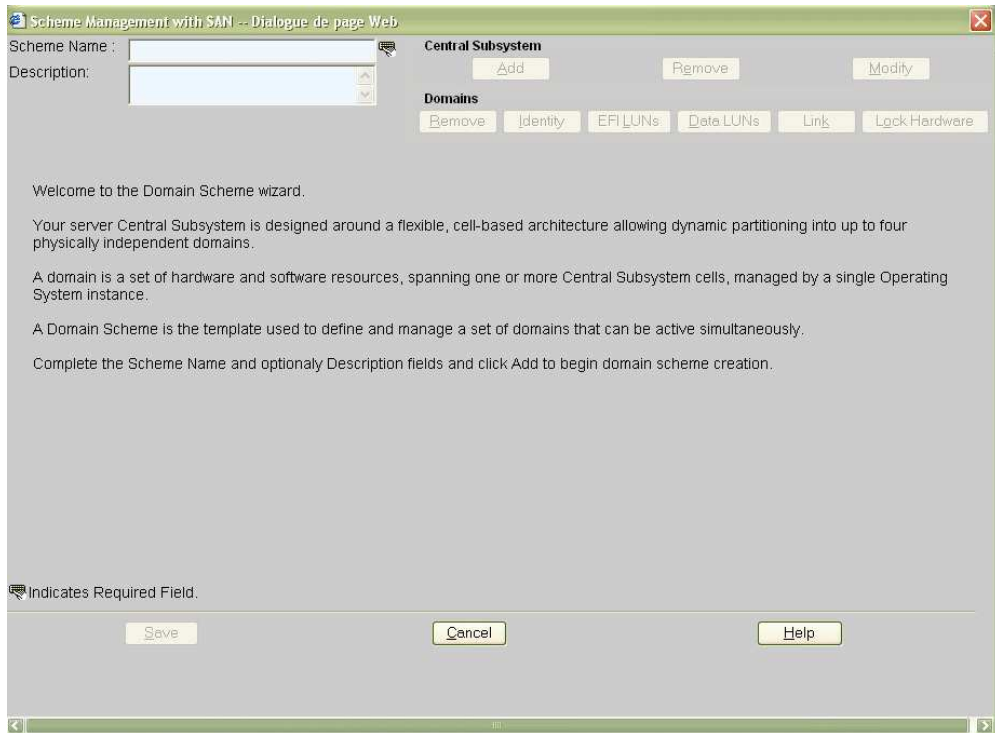 Scheme Management with SAN -- Dialogue de page Web
Scheme Name :
Description:
Central Subsystem
Add Remove Modify
Domains
Remove Identity EFI LUNs Data LUNs Link Lock Hardware
Welcome to the Domain Scheme wizard.
Your server Central Subsystem is designed around a flexible, cell-based architecture allowing dynamic partitioning into up to four
physically independent domains.
A domain is a set of hardware and software resources, spanning one or more Central Subsystem cells, managed by a single Operating
System instance.
A Domain Scheme is the template used to define and manage a set of domains that can be active simultaneously.
Complete the Scheme Name and optionaly Description fields and click Add to begin domain scheme creation.
Indicates Required Field.
Save Cancel Help